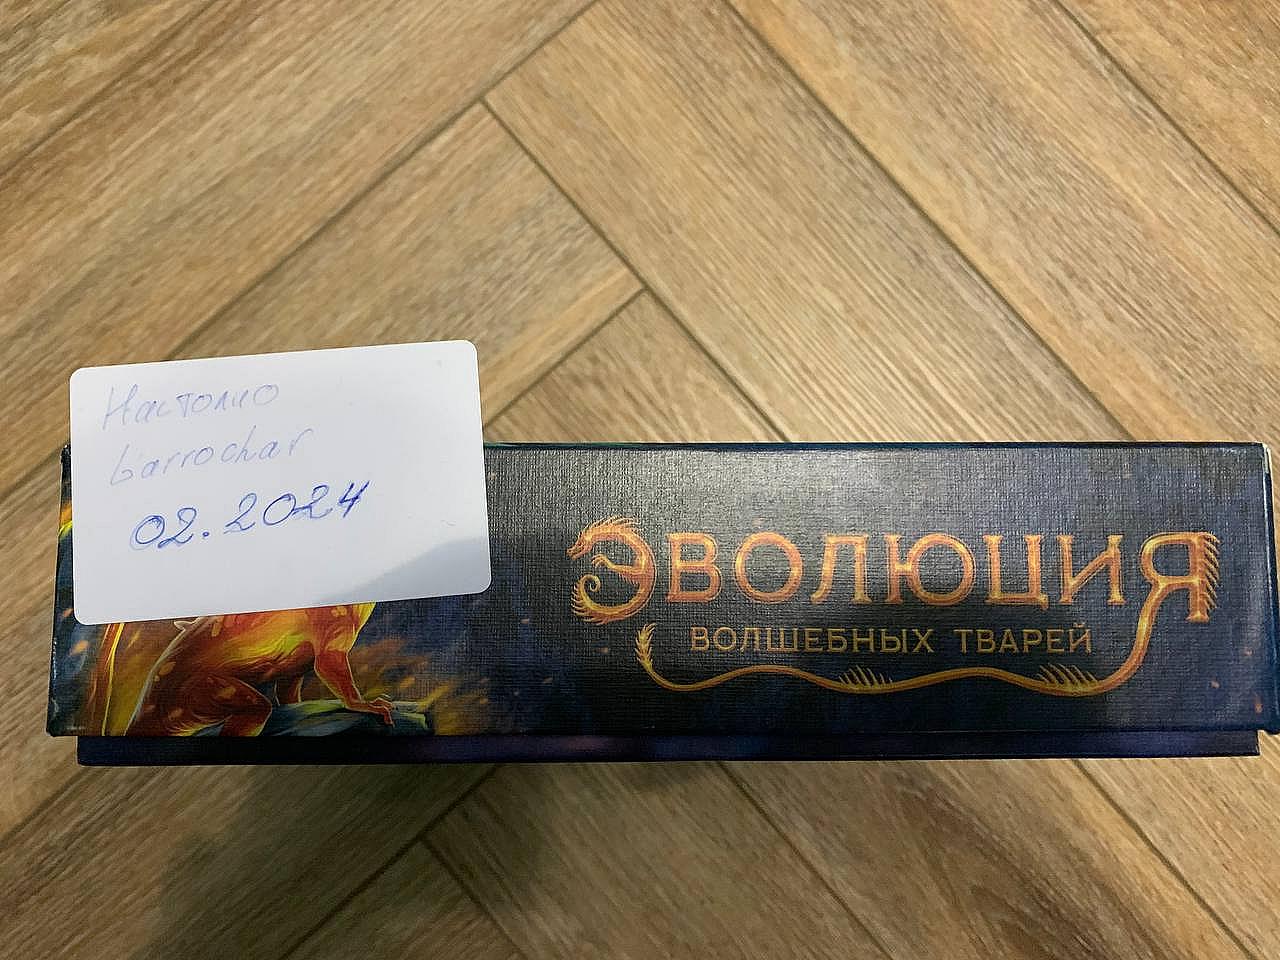 Настолио
barrochar
02.2024
ЭВОЛЮЦИЯ
ВОЛШЕБНЫХ ТВАРЕЙ